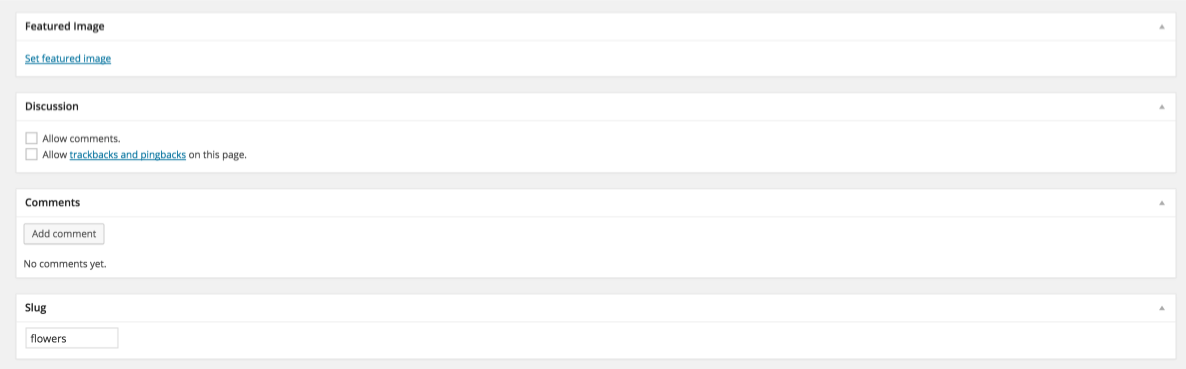 Featured Image
Set featured image
Discussion
Allow comments.
Allow trackbacks and pingbacks on this page.
Comments
Add comment
No comments yet.
Slug
flowers